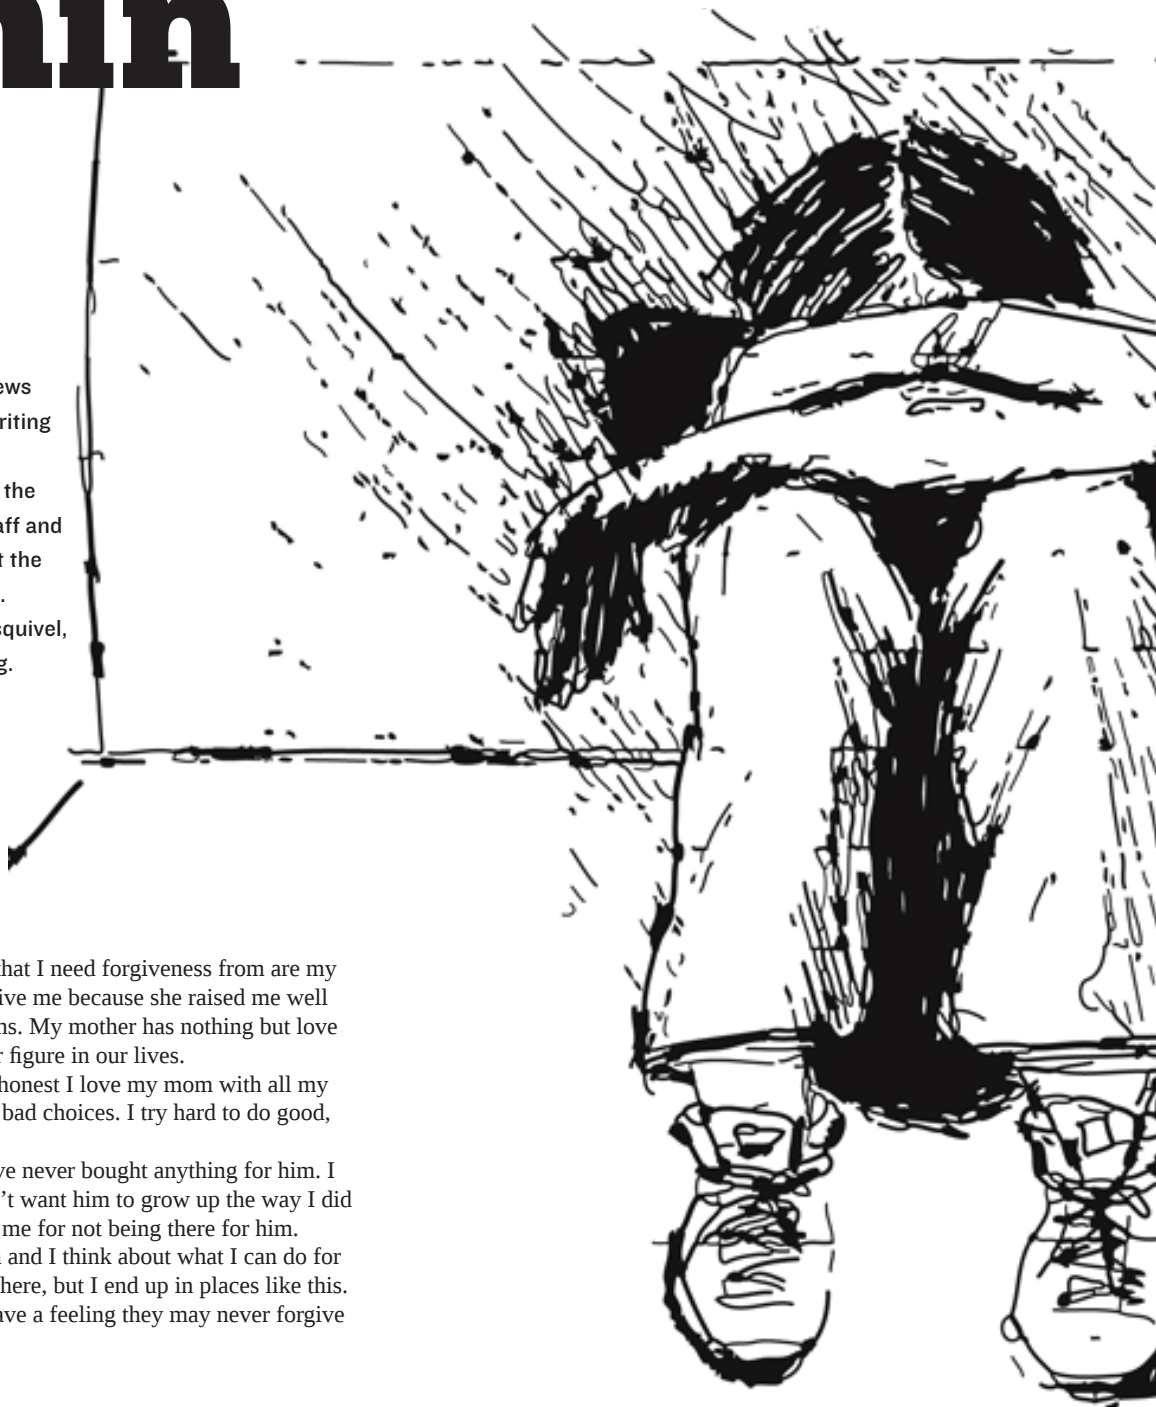 hin
ews
riting
the
aff and
t the
.
squivel,
g.
that I need forgiveness from are my
ive me because she raised me well
ns. My mother has nothing but love
r figure in our lives.
honest I love my mom with all my
bad choices. I try hard to do good,
ve never bought anything for him. I
’t want him to grow up the way I did
me for not being there for him.
n and I think about what I can do for
here, but I end up in places like this.
ave a feeling they may never forgive